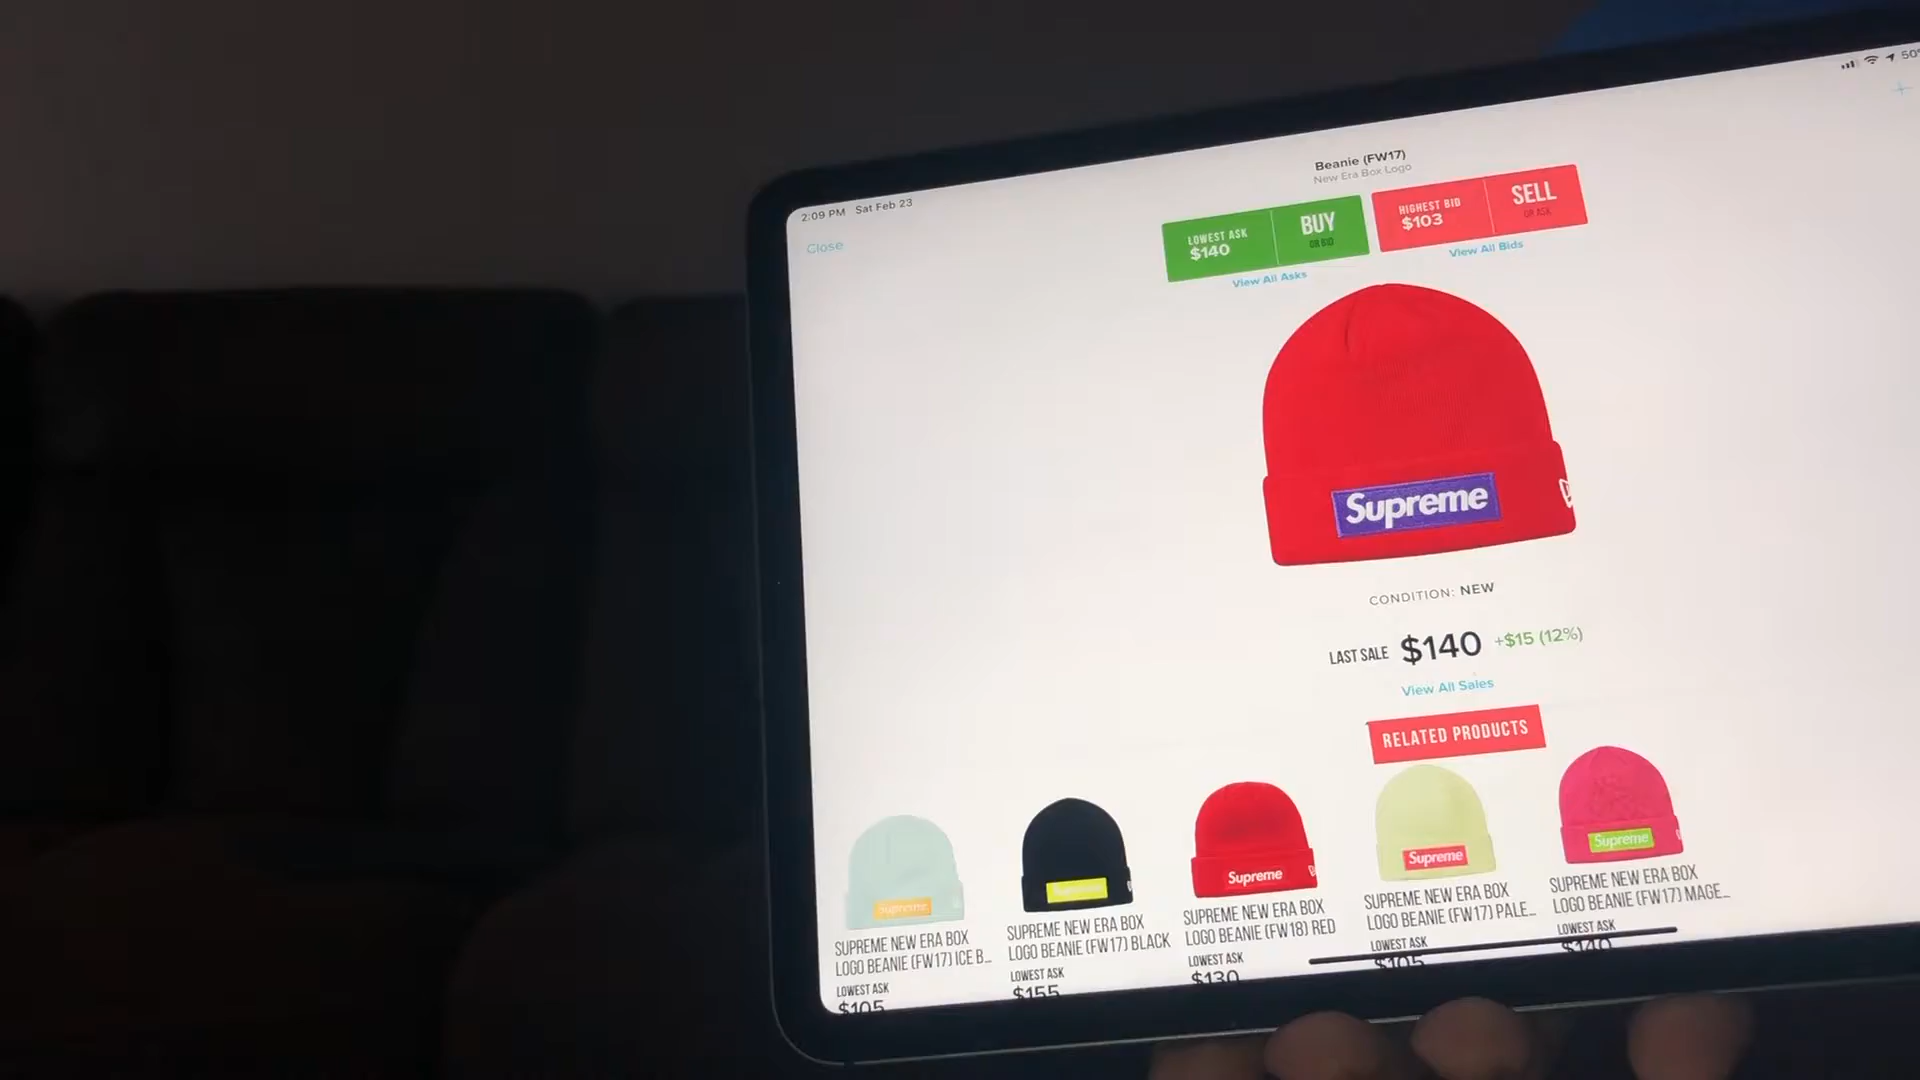 2:09 PM Sat Feb 23
Close
Beanie (FW17)
New Era Box Logo
LOWEST ASK
$140
BUY
OR BID
View All Asks
HIGHEST BID
$103
SELL
OR ASK
View All Bids
Supreme
CONDITION: NEW
LAST SALE $140 +$15 (12%)
View All Sales
RELATED PRODUCTS
Supreme
SUPREME NEW ERA BOX
LOGO BEANIE (FW17) ICE B...
LOWEST ASK
$105
SUPREME NEW ERA BOX
LOGO BEANIE (FW17) BLACK
LOWEST ASK
$155
Supreme
SUPREME NEW ERA BOX
LOGO BEANIE (FW18) RED
LOWEST ASK
$130
Supreme
SUPREME NEW ERA BOX
LOGO BEANIE (FW17) PALE...
LOWEST ASK
$105
Supreme
SUPREME NEW ERA BOX
LOGO BEANIE (FW17) MAGE...
LOWEST ASK
$140